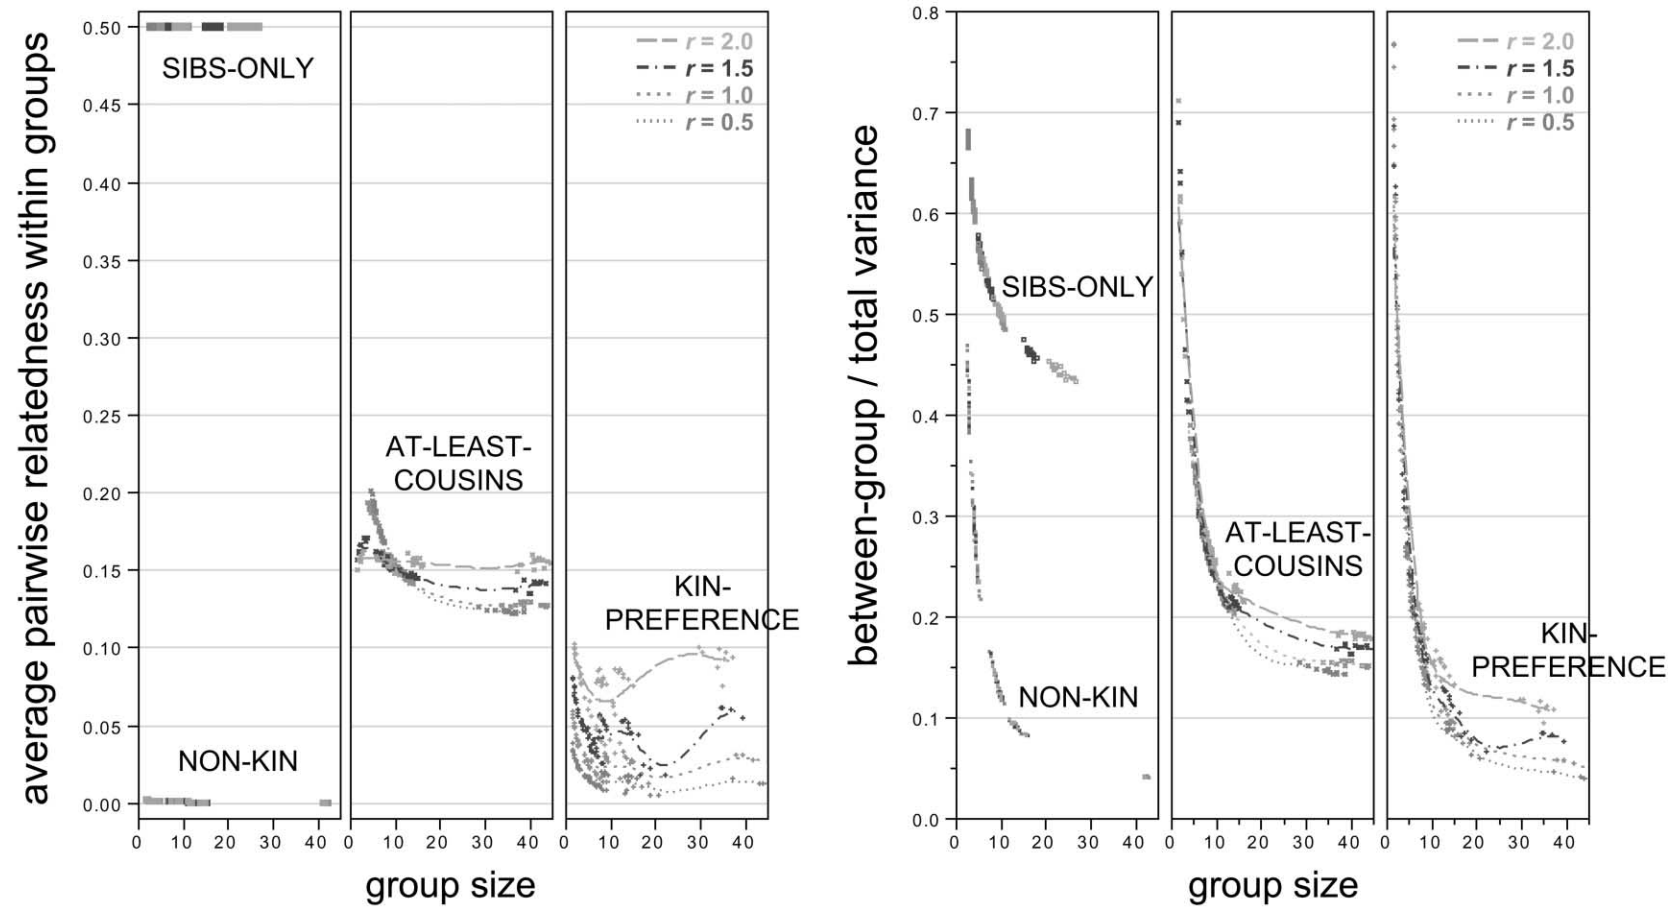 average pairwise relatedness within groups
0.50
0.45
0.40
0.35
0.30
0.25
0.20
0.15
0.10
0.05
0.00
SIBS-ONLY
NON-KIN
0 10 20 30 40
AT-LEAST-
COUSINS
0 10 20 30 40
r = 2.0
r = 1.5
r = 1.0
r = 0.5
KIN-
PREFERENCE
0 10 20 30 40
group size
between-group / total variance
0.8
0.7
0.6
0.5
0.4
0.3
0.2
0.1
0.0
SIBS-ONLY
NON-KIN
0 10 20 30 40
AT-LEAST-
COUSINS
0 10 20 30 40
r = 2.0
r = 1.5
r = 1.0
r = 0.5
KIN-
PREFERENCE
0 10 20 30 40
group size